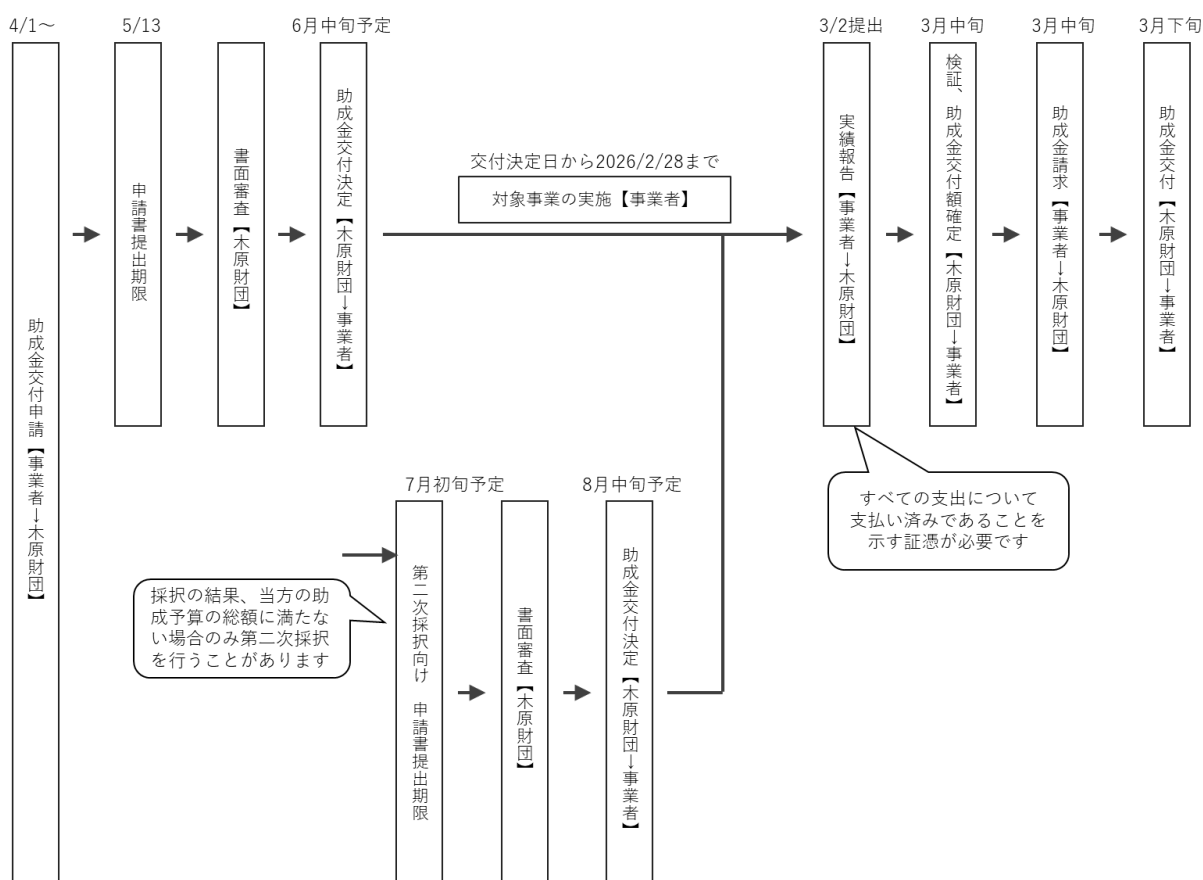 4/1～
助成金交付申請【事業者→木原財団】
5/13
申請書提出期限
書面審査【木原財団】
6月中旬予定
助成金交付決定【木原財団→事業者】
交付決定日から2026/2/28まで
対象事業の実施【事業者】
3/2提出
実績報告【事業者→木原財団】
3月中旬
検証、助成金交付額確定【木原財団→事業者】
3月中旬
助成金請求【事業者→木原財団】
3月下旬
助成金交付【木原財団→事業者】
すべての支出について
支払い済みであることを
示す証憑が必要です
7月初旬予定
第二次採択向け　申請書提出期限
採択の結果、当方の助
成予算の総額に満たな
い場合のみ第二次採択
を行うことがあります
書面審査【木原財団】
8月中旬予定
助成金交付決定【木原財団→事業者】